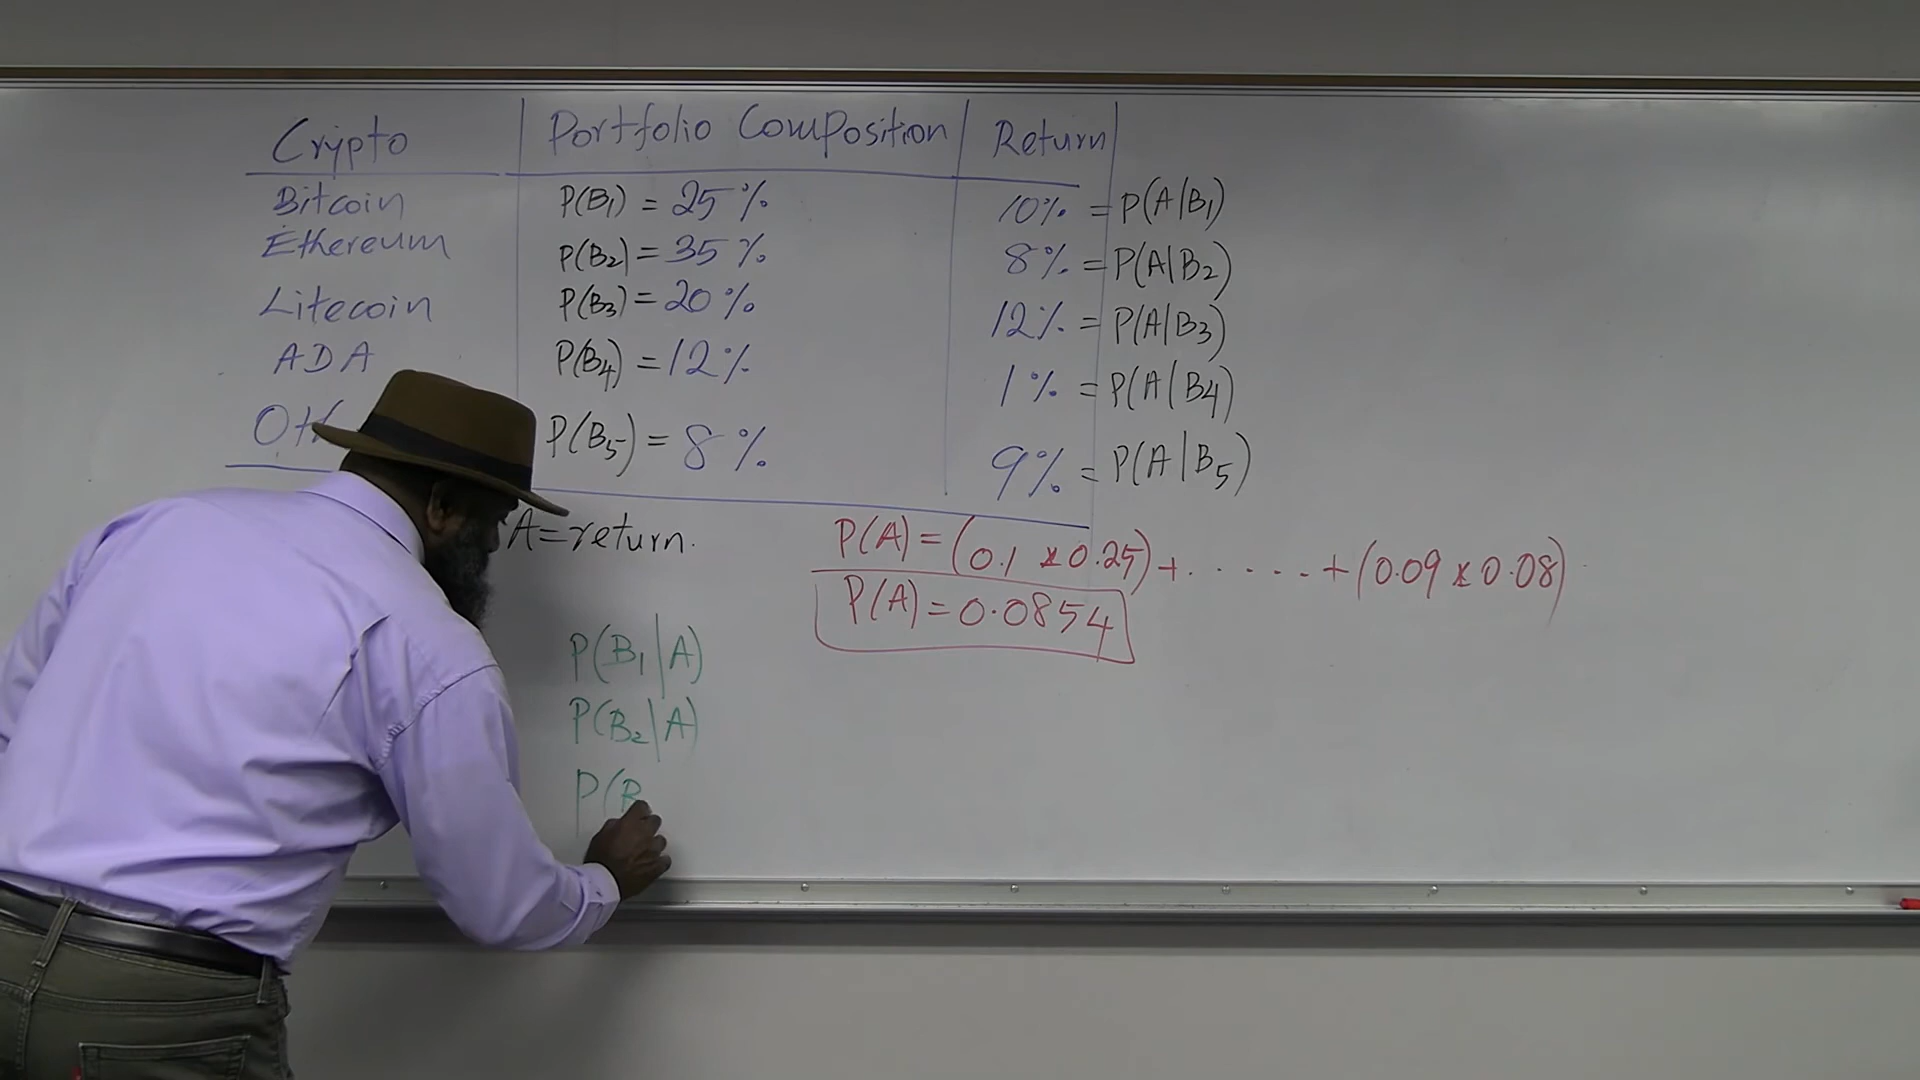 Crypto | Portfolio Composition | Return
Bitcoin P(B1) = 25% 10% = P(A|B1)
Ethereum P(B2) = 35% 8% = P(A|B2)
Litecoin P(B3) = 20% 12% = P(A|B3)
ADA P(B4) = 12% 1% = P(A|B4)
P(B5) = 8% 9% = P(A|B5)
A = return.
P(A) = (0.1 * 0.25) + ...... + (0.09 * 0.08)
P(A) = 0.0854
P(B1|A)
P(B2|A)
P(B